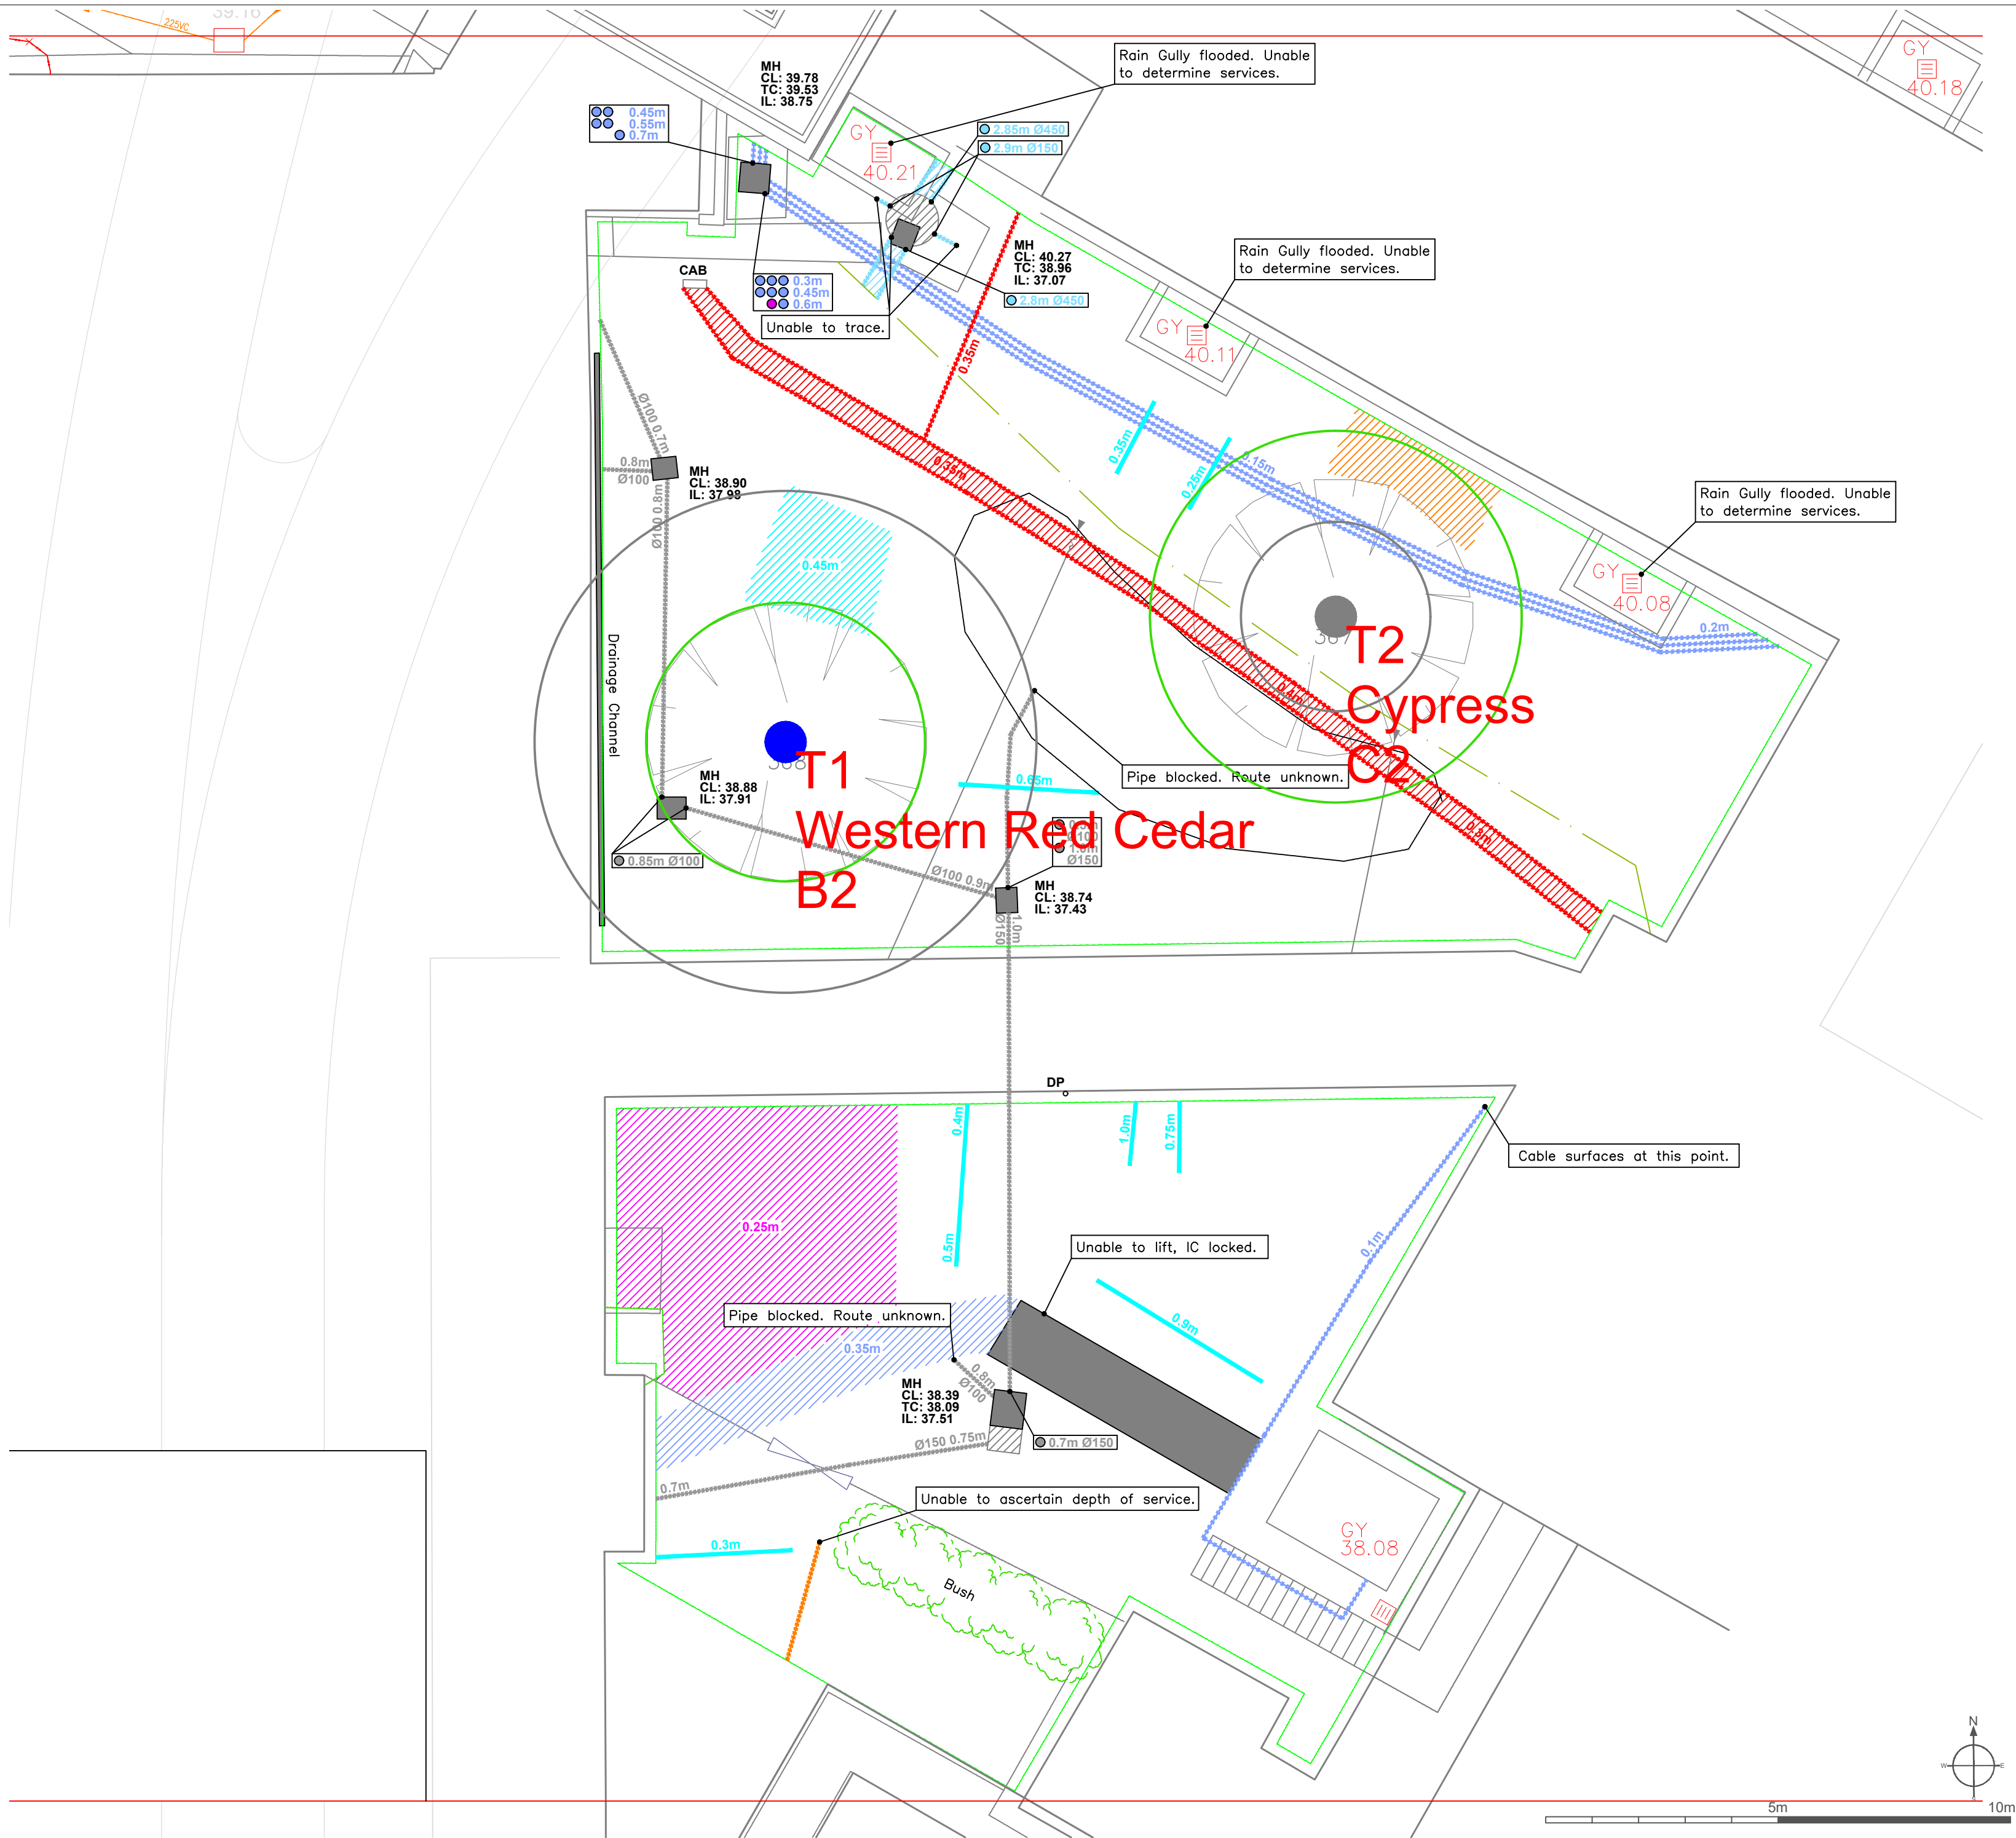 39.16
225VC
MH
CL: 39.78
TC: 39.53
IL: 38.75
Rain Gully flooded. Unable
to determine services.
GY
40.18
0.45m
0.55m
0.7m
GY
40.21
2.85m Ø450
2.9m Ø150
MH
CL: 40.27
TC: 38.96
IL: 37.07
Rain Gully flooded. Unable
to determine services.
CAB
0.3m
0.45m
0.6m
2.8m Ø450
Unable to trace.
GY
40.11
0.35m
Ø100 0.7m
0.8m
Ø100
MH
CL: 38.90
IL: 37.98
Ø100 0.8m
0.35m
0.35m
0.25m
0.15m
Rain Gully flooded. Unable
to determine services.
GY
40.08
0.45m
0.2m
Drainage Channel
T2
Cypress
C2
0.4m
T1
Western Red Cedar
B2
MH
CL: 38.88
IL: 37.91
Pipe blocked. Route unknown.
0.65m
Ø100
Ø150
0.3m
0.85m Ø100
Ø100 0.9m
MH
CL: 38.74
IL: 37.43
1.0m
Ø150
DP
0.4m
1.0m
0.75m
Cable surfaces at this point.
0.25m
0.5m
Unable to lift, IC locked.
0.1m
Pipe blocked. Route unknown.
0.9m
0.35m
0.8m
Ø100
MH
CL: 38.39
TC: 38.09
IL: 37.51
Ø150 0.75m
0.7m Ø150
0.7m
Unable to ascertain depth of service.
0.3m
GY
38.08
Bush
N
W
E
5m
10m